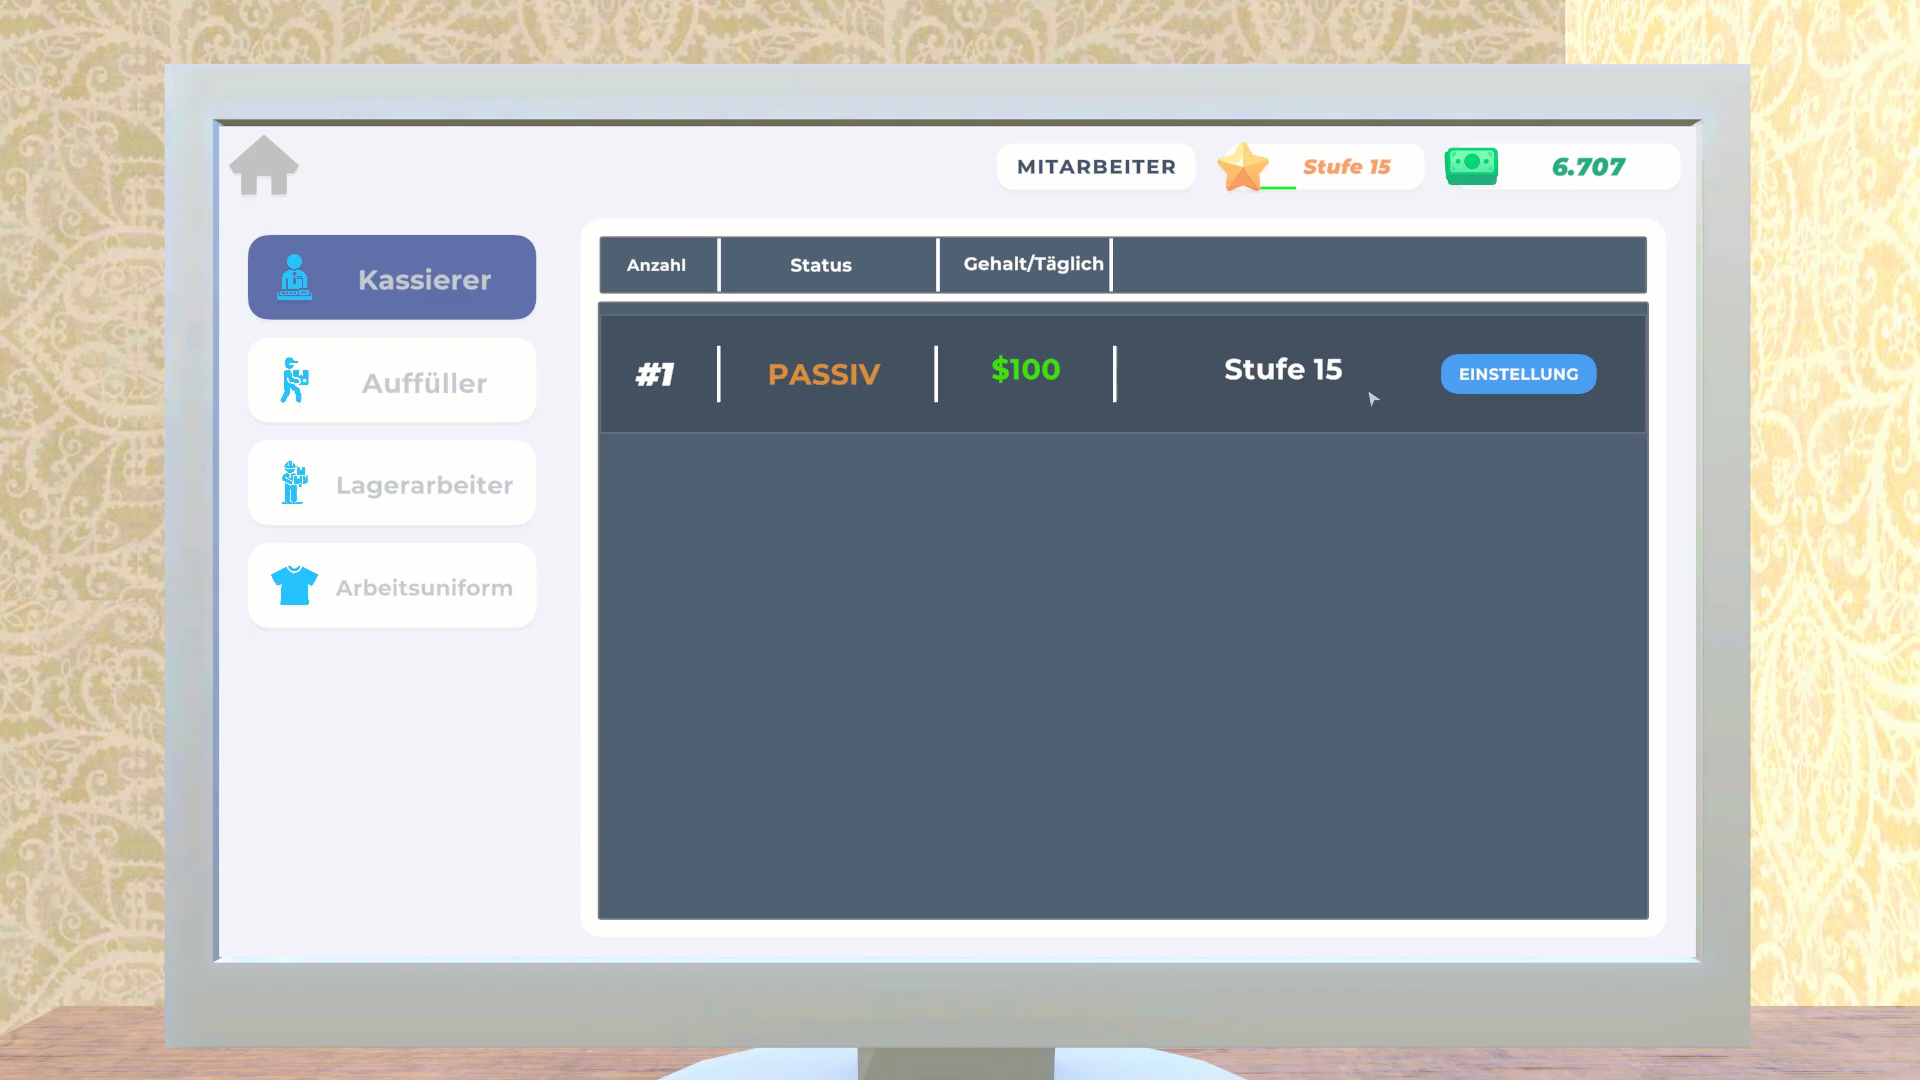 MITARBEITER
Stufe 15
6.707
Kassierer
Auffüller
Lagerarbeiter
Arbeitsuniform
Anzahl
Status
Gehalt/Täglich
#1
PASSIV
$100
Stufe 15
EINSTELLUNG